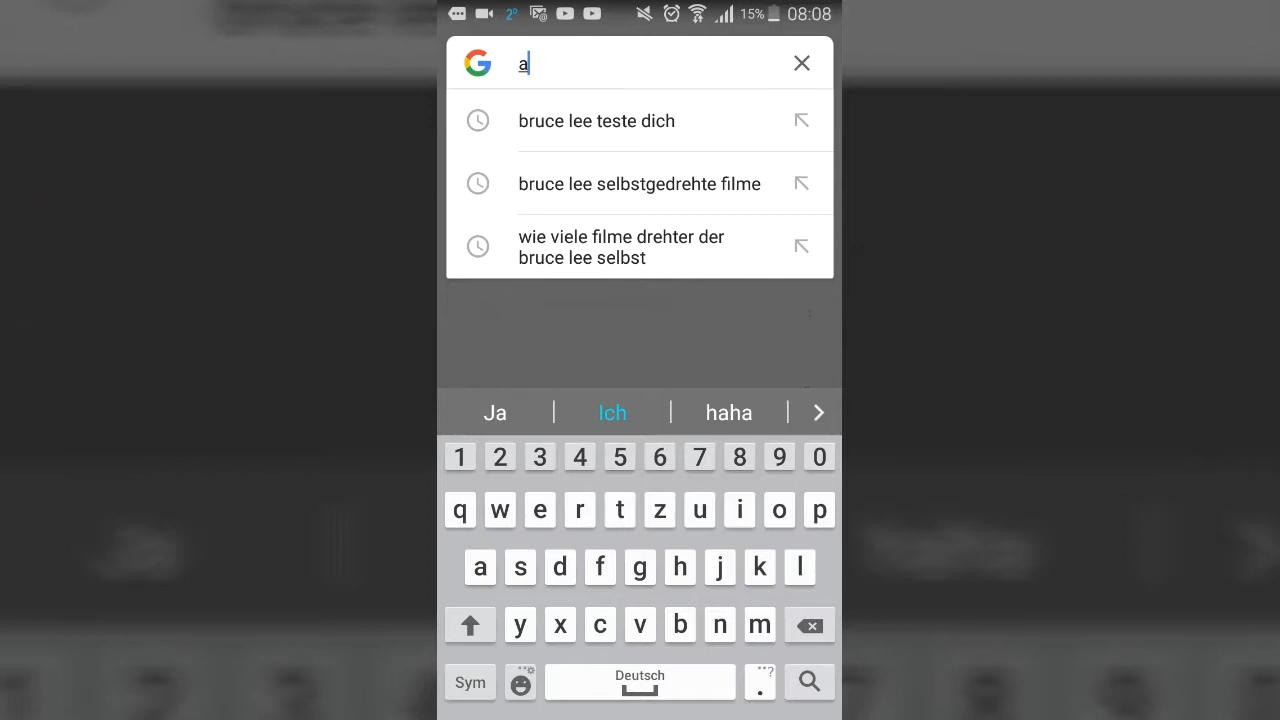 2° 15% 08:08
a
bruce lee teste dich
bruce lee selbstgedrehte filme
wie viele filme drehter der
bruce lee selbst
Ja Ich haha
1 2 3 4 5 6 7 8 9 0
q w e r t z u i o p
a s d f g h j k l
y x c v b n m
Sym Deutsch . ?